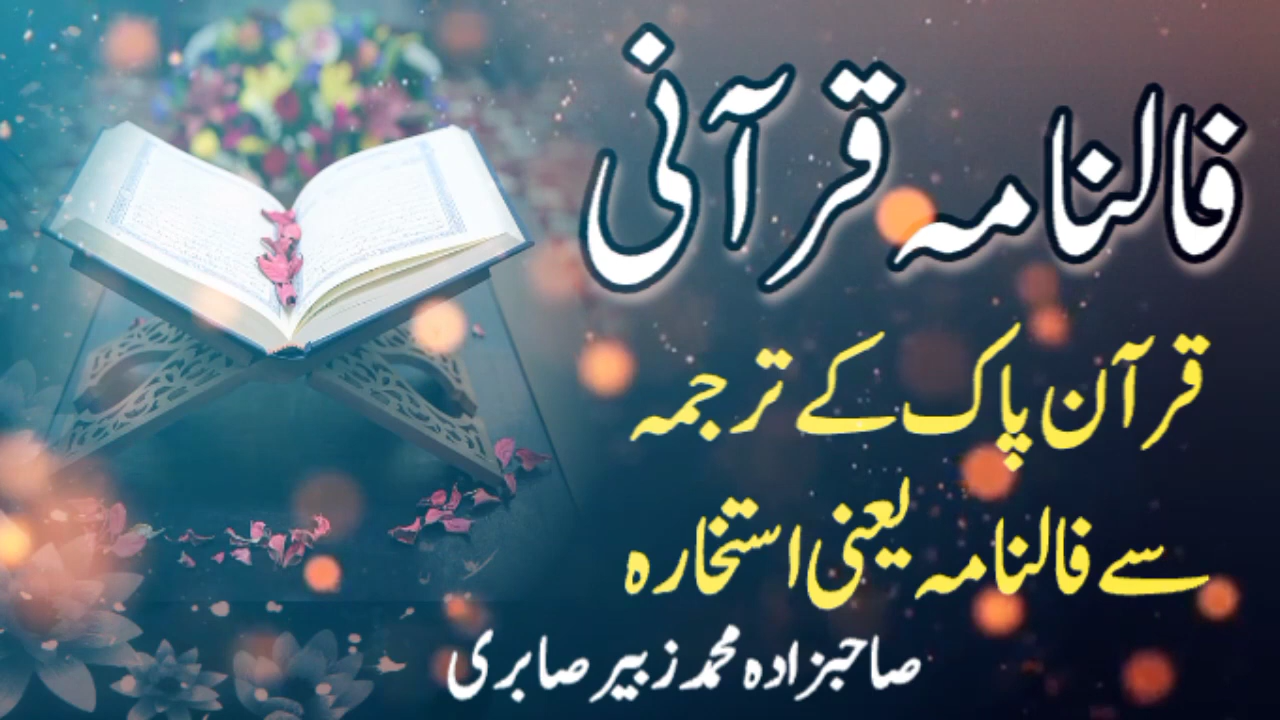 فالنامہ قرآنی
قرآن پاک کے ترجمہ
سے فالنامہ یعنی استخارہ
صاحبزادہ محمد زبیر صابری